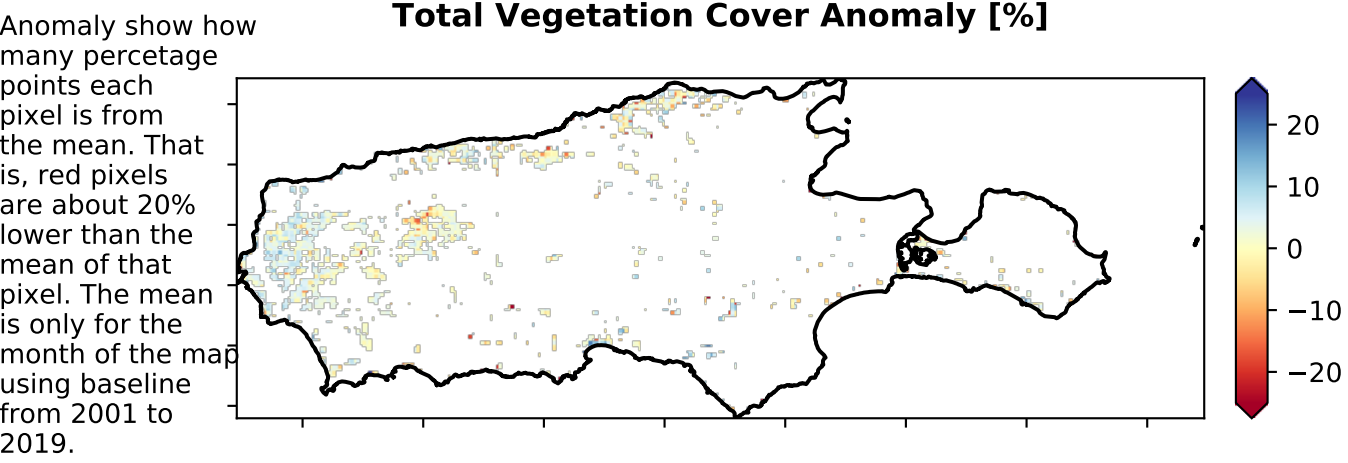 Total Vegetation Cover Anomaly [%]
Anomaly show how
many percetage
points each
pixel is from
the mean. That
is, red pixels
are about 20%
lower than the
mean of that
pixel. The mean
is only for the
month of the map
using baseline
from 2001 to
2019.
20
10
0
−10
−20